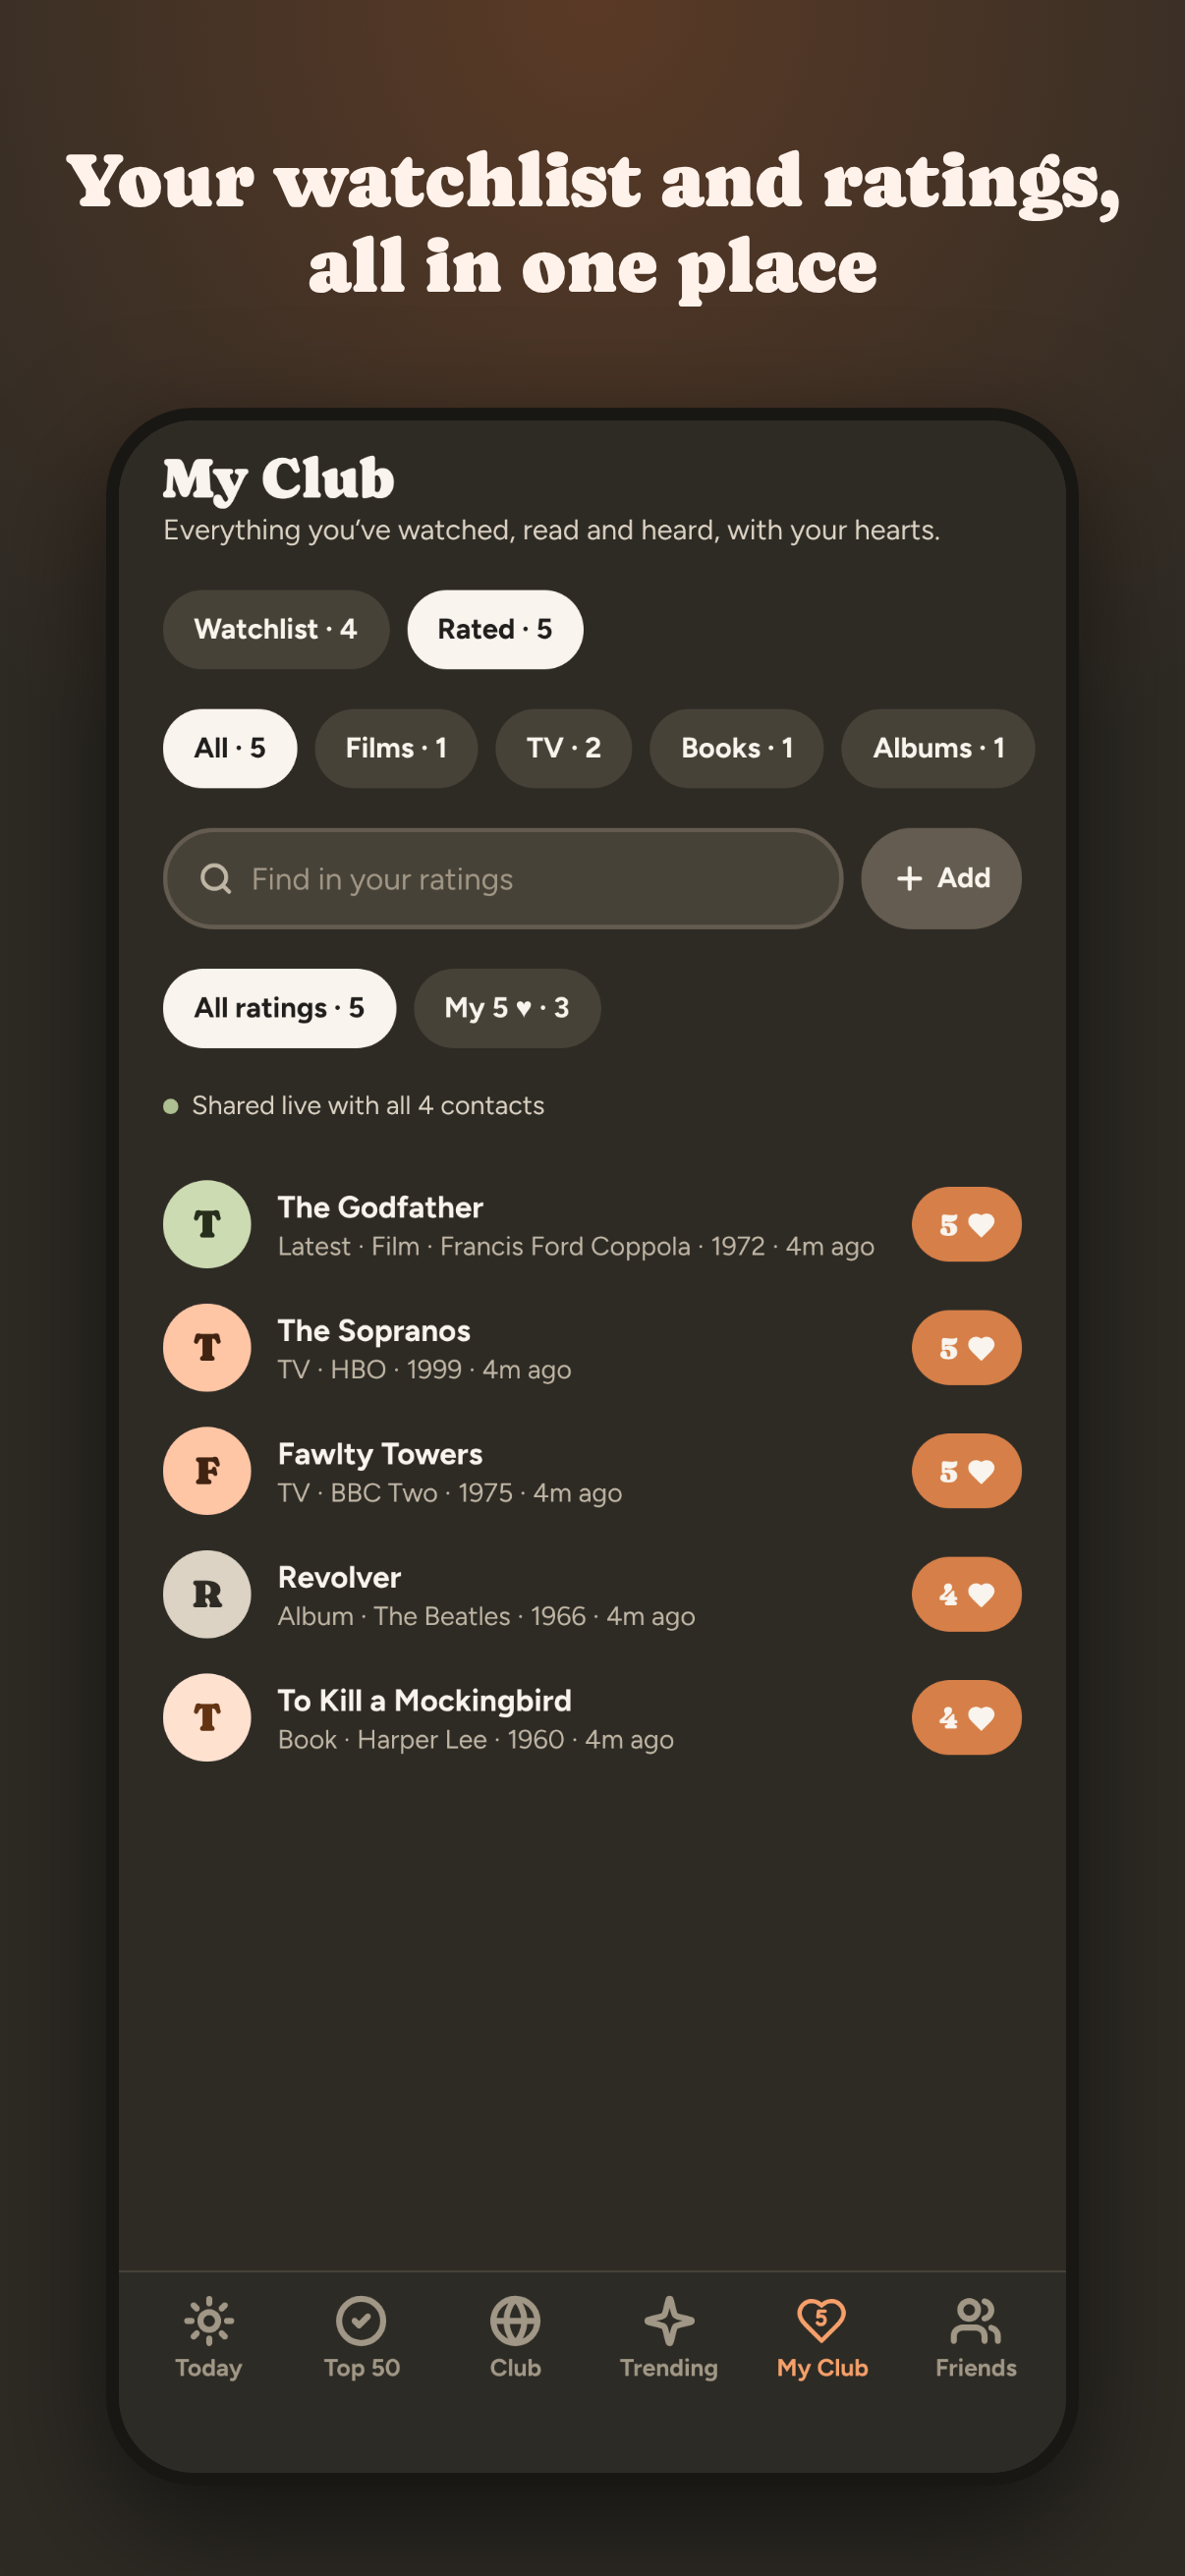 Your watchlist and ratings,
all in one place
My Club
Everything you’ve watched, read and heard, with your hearts.
Watchlist · 4
Rated · 5
All · 5
Films · 1
TV · 2
Books · 1
Albums · 1
Find in your ratings
+ Add
All ratings · 5
My 5 ♥ · 3
Shared live with all 4 contacts
T
The Godfather
Latest · Film · Francis Ford Coppola · 1972 · 4m ago
5 ♥
T
The Sopranos
TV · HBO · 1999 · 4m ago
5 ♥
F
Fawlty Towers
TV · BBC Two · 1975 · 4m ago
5 ♥
R
Revolver
Album · The Beatles · 1966 · 4m ago
4 ♥
T
To Kill a Mockingbird
Book · Harper Lee · 1960 · 4m ago
4 ♥
5
Today
Top 50
Club
Trending
My Club
Friends